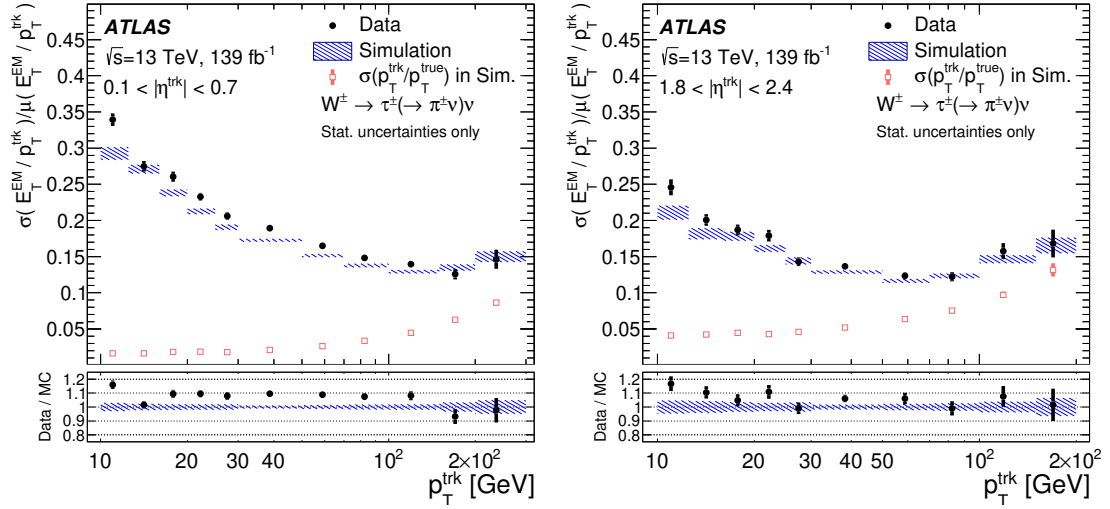 σ( E_T^EM / p_T^trk )/μ( E_T^EM / p_T^trk )
0.45
0.4
0.35
0.3
0.25
0.2
0.15
0.1
0.05
ATLAS
√s=13 TeV, 139 fb⁻¹
0.1 < |η^trk| < 0.7
Data
Simulation
σ(p_T^trk/p_T^true) in Sim.
W^± → τ^±(→ π^±ν)ν
Stat. uncertainties only
Data / MC
1.2
1.1
1
0.9
0.8
10 20 30 40 10² 2×10²
p_T^trk [GeV]
σ( E_T^EM / p_T^trk )/μ( E_T^EM / p_T^trk )
0.45
0.4
0.35
0.3
0.25
0.2
0.15
0.1
0.05
ATLAS
√s=13 TeV, 139 fb⁻¹
1.8 < |η^trk| < 2.4
Data
Simulation
σ(p_T^trk/p_T^true) in Sim.
W^± → τ^±(→ π^±ν)ν
Stat. uncertainties only
Data / MC
1.2
1.1
1
0.9
0.8
10 20 30 40 50 10² 2×10²
p_T^trk [GeV]